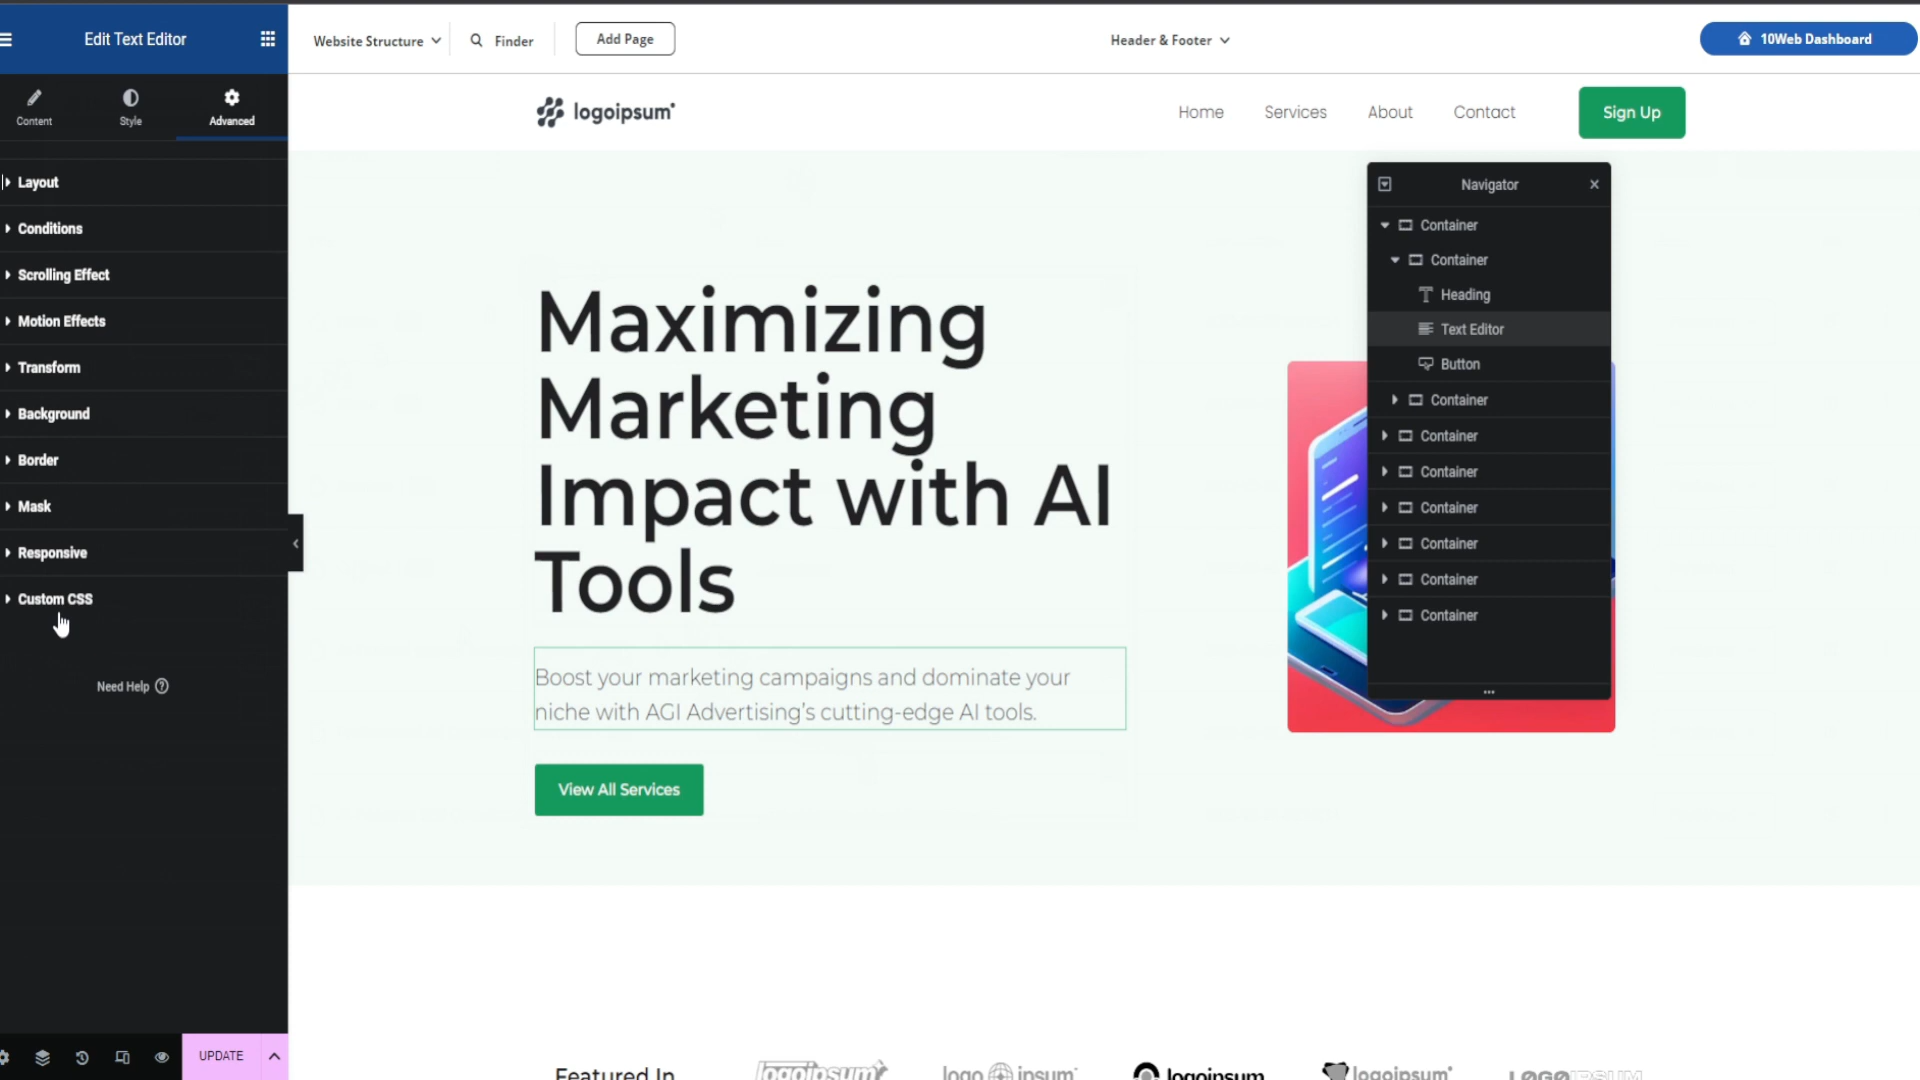 Edit Text Editor
Website Structure
Finder
Add Page
Header & Footer
10Web Dashboard
Content
Style
Advanced
logoipsum
Home
Services
About
Contact
Sign Up
Layout
Conditions
Scrolling Effect
Motion Effects
Transform
Background
Border
Mask
Responsive
Custom CSS
Need Help
Navigator
Container
Container
Heading
Text Editor
Button
Container
Container
Container
Container
Container
Container
Container
Maximizing
Marketing
Impact with AI
Tools
Boost your marketing campaigns and dominate your
niche with AGI Advertising's cutting-edge AI tools.
View All Services
UPDATE
Featured In
logoipsum
logo ipsum
logoipsum
logoipsum
LOGOIPSUM